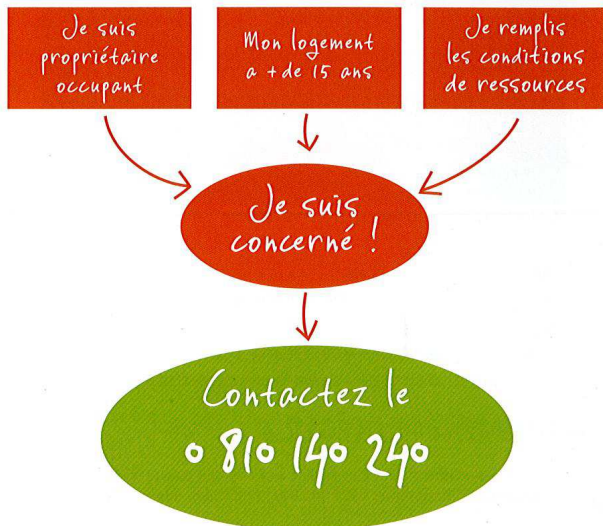 Je suis
propriétaire
occupant
Mon logement
a + de 15 ans
Je remplis
les conditions
de ressources
Je suis
concerné !
Contactez le
0 810 140 240